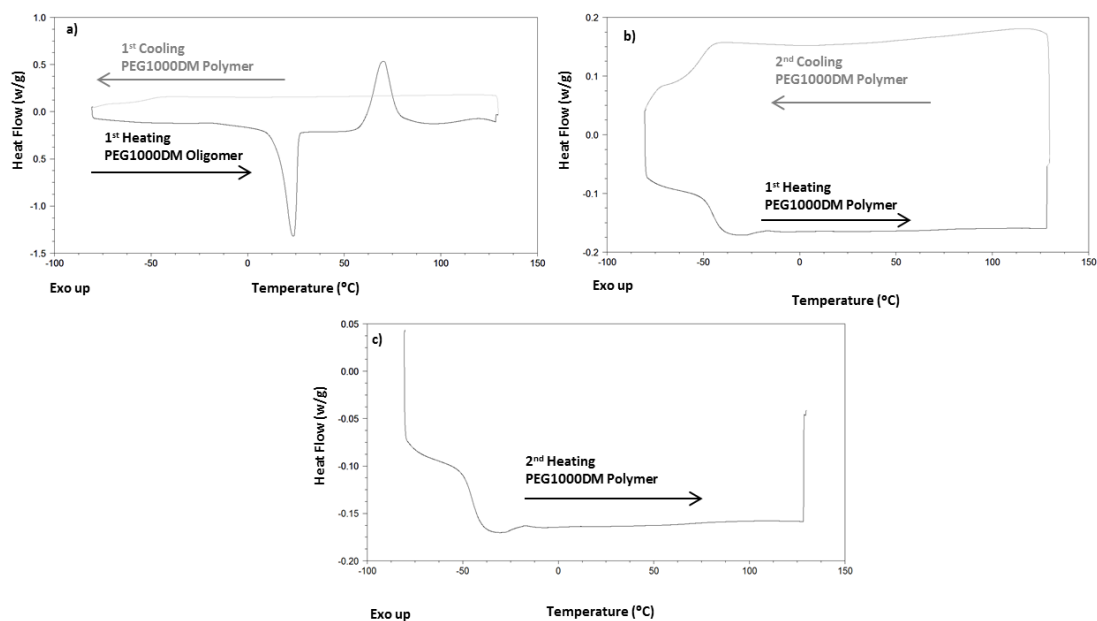 a)
1.0
0.5
0.0
0.5
-1.0
-1.5
Heat Flow (w/g)
1st Cooling
PEG1000DM Polymer
1st Heating
PEG1000DM Oligomer
-100
-50
0
50
100
150
Exo up
Temperature (°C)
b)
0.2
0.1
0.0
-0.1
-0.2
Heat Flow (w/g)
2nd Cooling
PEG1000DM Polymer
1st Heating
PEG1000DM Polymer
-100
-50
0
50
100
150
Exo up
Temperature (°C)
c)
0.05
0.00
-0.05
-0.10
-0.15
-0.20
Heat Flow (w/g)
2nd Heating
PEG1000DM Polymer
-100
-50
0
50
100
150
Exo up
Temperature (°C)